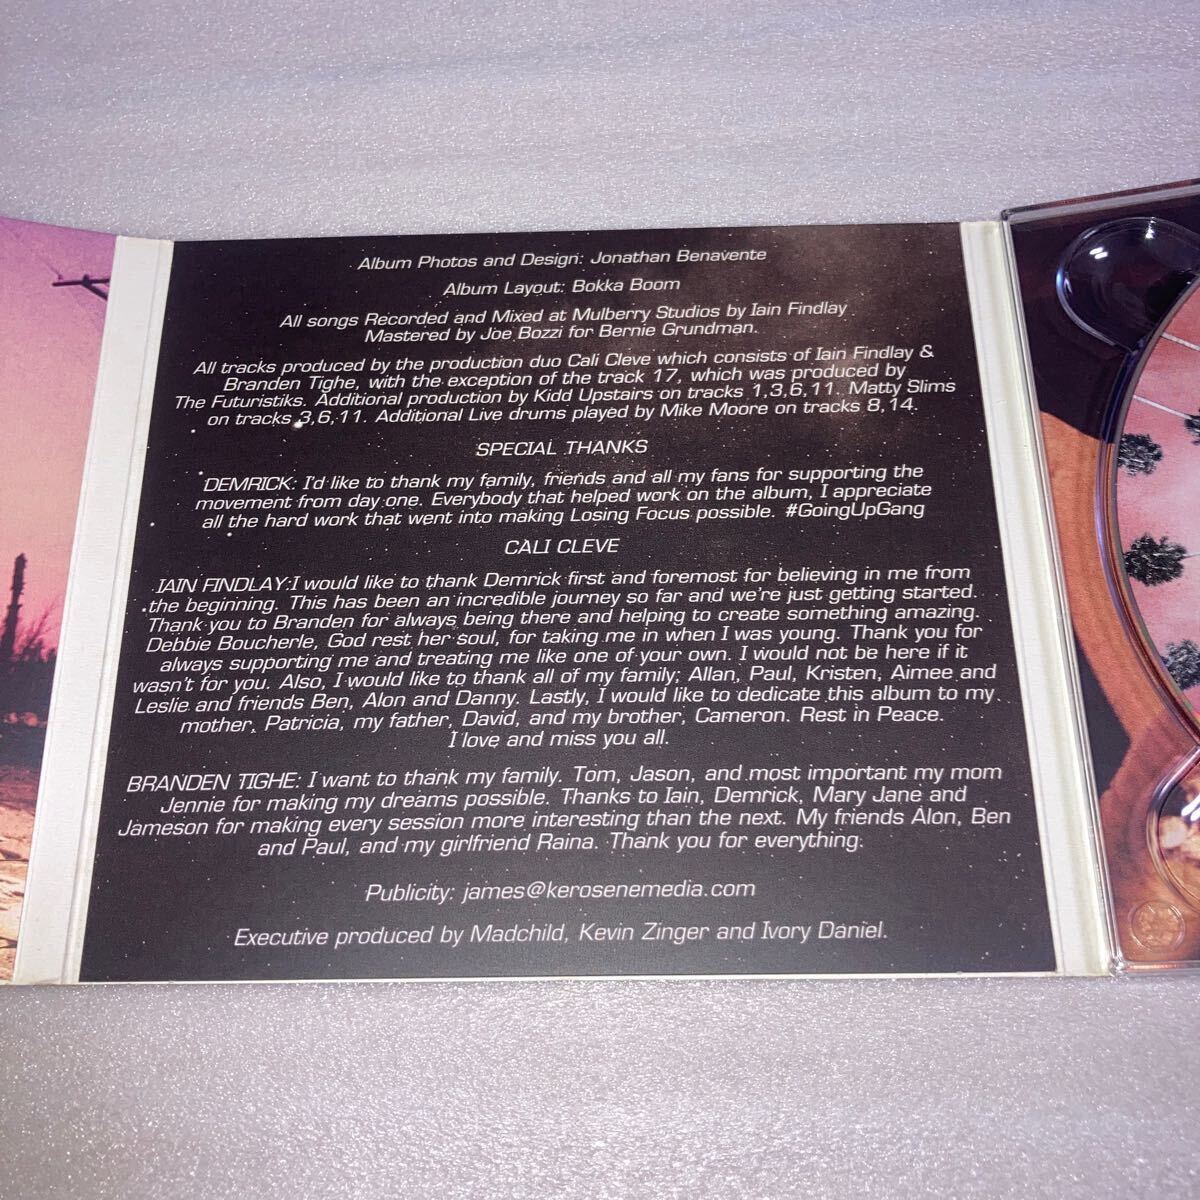 Album Photos and Design: Jonathan Benavente
Album Layout: Bokka Boom
All songs Recorded and Mixed at Mulberry Studios by Iain Findlay
Mastered by Joe Bozzi for Bernie Grundman.
All tracks produced by the production duo Cali Cleve which consists of Iain Findlay &
Branden Tighe, with the exception of the track 17, which was produced by
The Futuristiks. Additional production by Kidd Upstairs on tracks 1,3,6,11. Matty Slims
on tracks 3,6,11. Additional Live drums played by Mike Moore on tracks 8,14.
SPECIAL THANKS
DEMRICK: I'd like to thank my family, friends and all my fans for supporting the
movement from day one. Everybody that helped work on the album, I appreciate
all the hard work that went into making Losing Focus possible. #GoingUpGang
CALI CLEVE
IAIN FINDLAY:I would like to thank Demrick first and foremost for believing in me from
the beginning. This has been an incredible journey so far and we're just getting started.
Thank you to Branden for always being there and helping to create something amazing.
Debbie Boucherle, God rest her soul, for taking me in when I was young. Thank you for
always supporting me and treating me like one of your own. I would not be here if it
wasn't for you. Also, I would like to thank all of my family; Allan, Paul, Kristen, Aimee and
Leslie and friends Ben, Alon and Danny. Lastly, I would like to dedicate this album to my
mother, Patricia, my father, David, and my brother, Cameron. Rest in Peace.
I love and miss you all.
BRANDEN TIGHE: I want to thank my family. Tom, Jason, and most important my mom
Jennie for making my dreams possible. Thanks to Iain, Demrick, Mary Jane and
Jameson for making every session more interesting than the next. My friends Alon, Ben
and Paul, and my girlfriend Raina. Thank you for everything.
Publicity: james@kerosenemedia.com
Executive produced by Madchild, Kevin Zinger and Ivory Daniel.